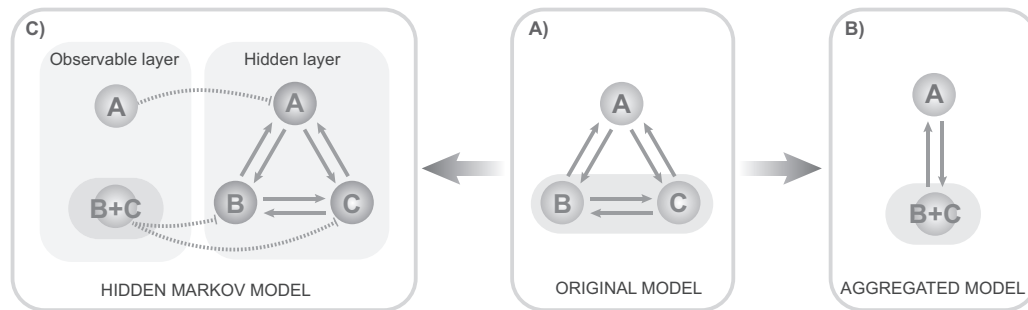 C)
Observable layer
Hidden layer
A
A
B+C
B
C
HIDDEN MARKOV MODEL
A)
A
B
C
ORIGINAL MODEL
B)
A
B+C
AGGREGATED MODEL